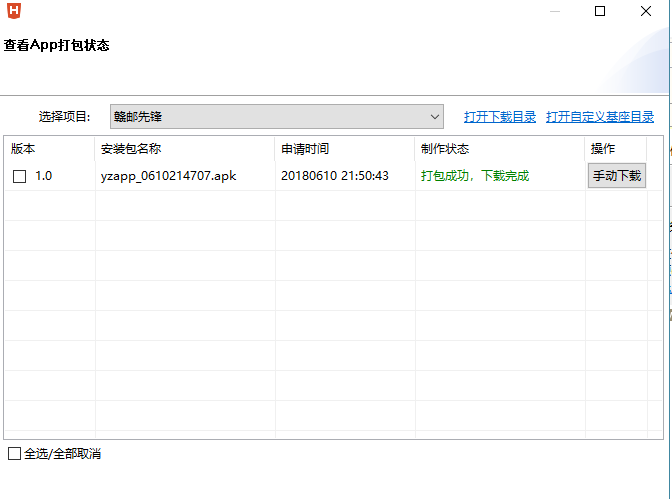 查看App打包状态
选择项目: 赣邮先锋 打开下载目录 打开自定义基座目录
版本 安装包名称 申请时间 制作状态 操作
1.0 yzapp_0610214707.apk 20180610 21:50:43 打包成功，下载完成 手动下载
全选/全部取消